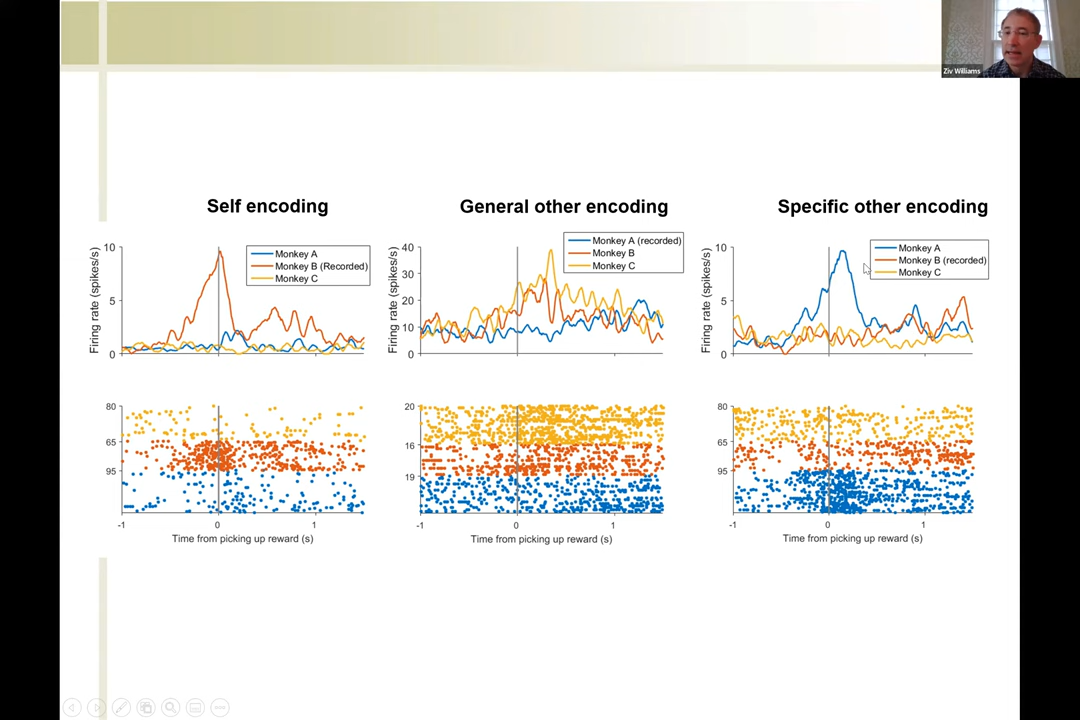 Ziv Williams
Self encoding
General other encoding
Specific other encoding
Firing rate (spikes/s)
10
5
0
Monkey A
Monkey B (Recorded)
Monkey C
80
65
95
-1
0
1
Time from picking up reward (s)
Firing rate (spikes/s)
40
30
20
10
0
Monkey A (recorded)
Monkey B
Monkey C
20
16
19
-1
0
1
Time from picking up reward (s)
Firing rate (spikes/s)
10
5
0
Monkey A
Monkey B (recorded)
Monkey C
80
65
95
-1
0
1
Time from picking up reward (s)